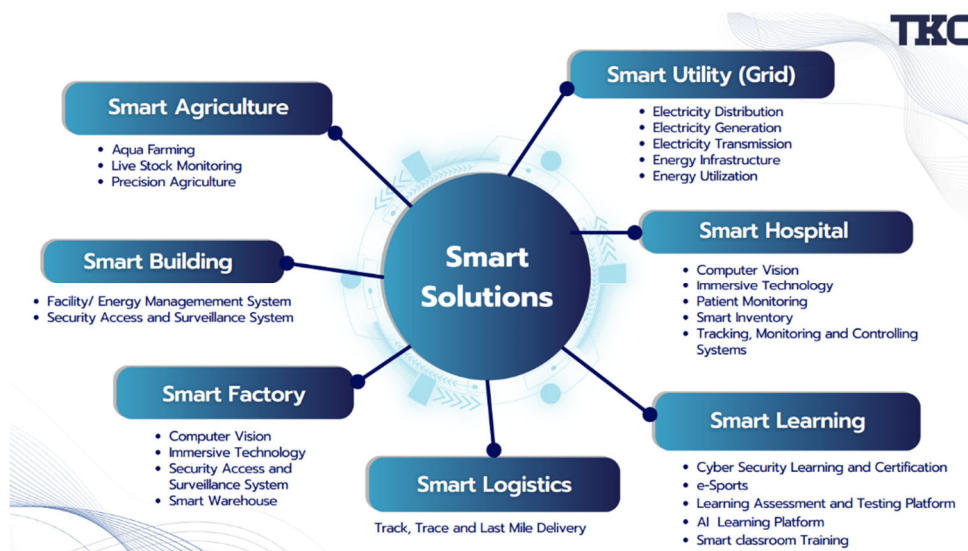 TKC
Smart Agriculture
• Aqua Farming
• Live Stock Monitoring
• Precision Agriculture
Smart Utility (Grid)
• Electricity Distribution
• Electricity Generation
• Electricity Transmission
• Energy Infrastructure
• Energy Utilization
Smart Building
• Facility/ Energy Managemement System
• Security Access and Surveillance System
Smart
Solutions
Smart Hospital
• Computer Vision
• Immersive Technology
• Patient Monitoring
• Smart Inventory
• Tracking, Monitoring and Controlling
Systems
Smart Factory
• Computer Vision
• Immersive Technology
• Security Access and
Surveillance System
• Smart Warehouse
Smart Logistics
Track, Trace and Last Mile Delivery
Smart Learning
• Cyber Security Learning and Certification
• e-Sports
• Learning Assessment and Testing Platform
• AI Learning Platform
• Smart classroom Training